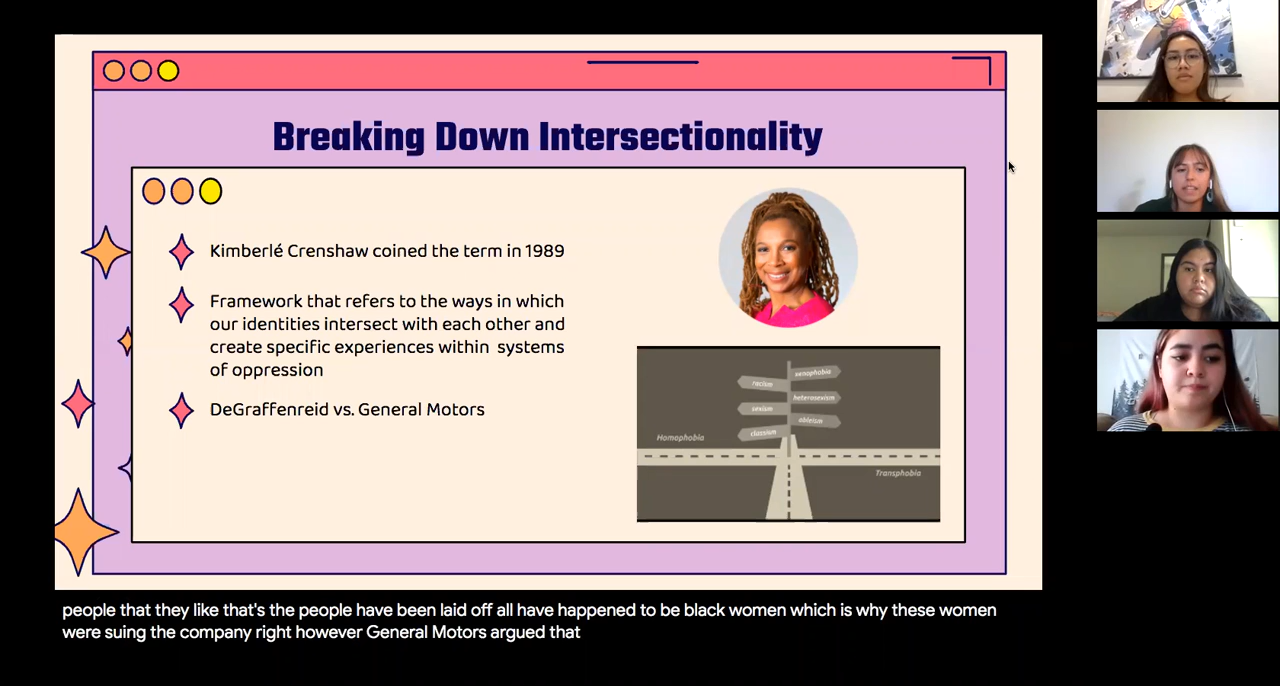 Breaking Down Intersectionality
Kimberlé Crenshaw coined the term in 1989
Framework that refers to the ways in which
our identities intersect with each other and
create specific experiences within systems
of oppression
DeGraffenreid vs. General Motors
xenophobia
racism
heterosexism
sexism
ableism
classism
Homophobia
Transphobia
people that they like that's the people have been laid off all have happened to be black women which is why these women
were suing the company right however General Motors argued that